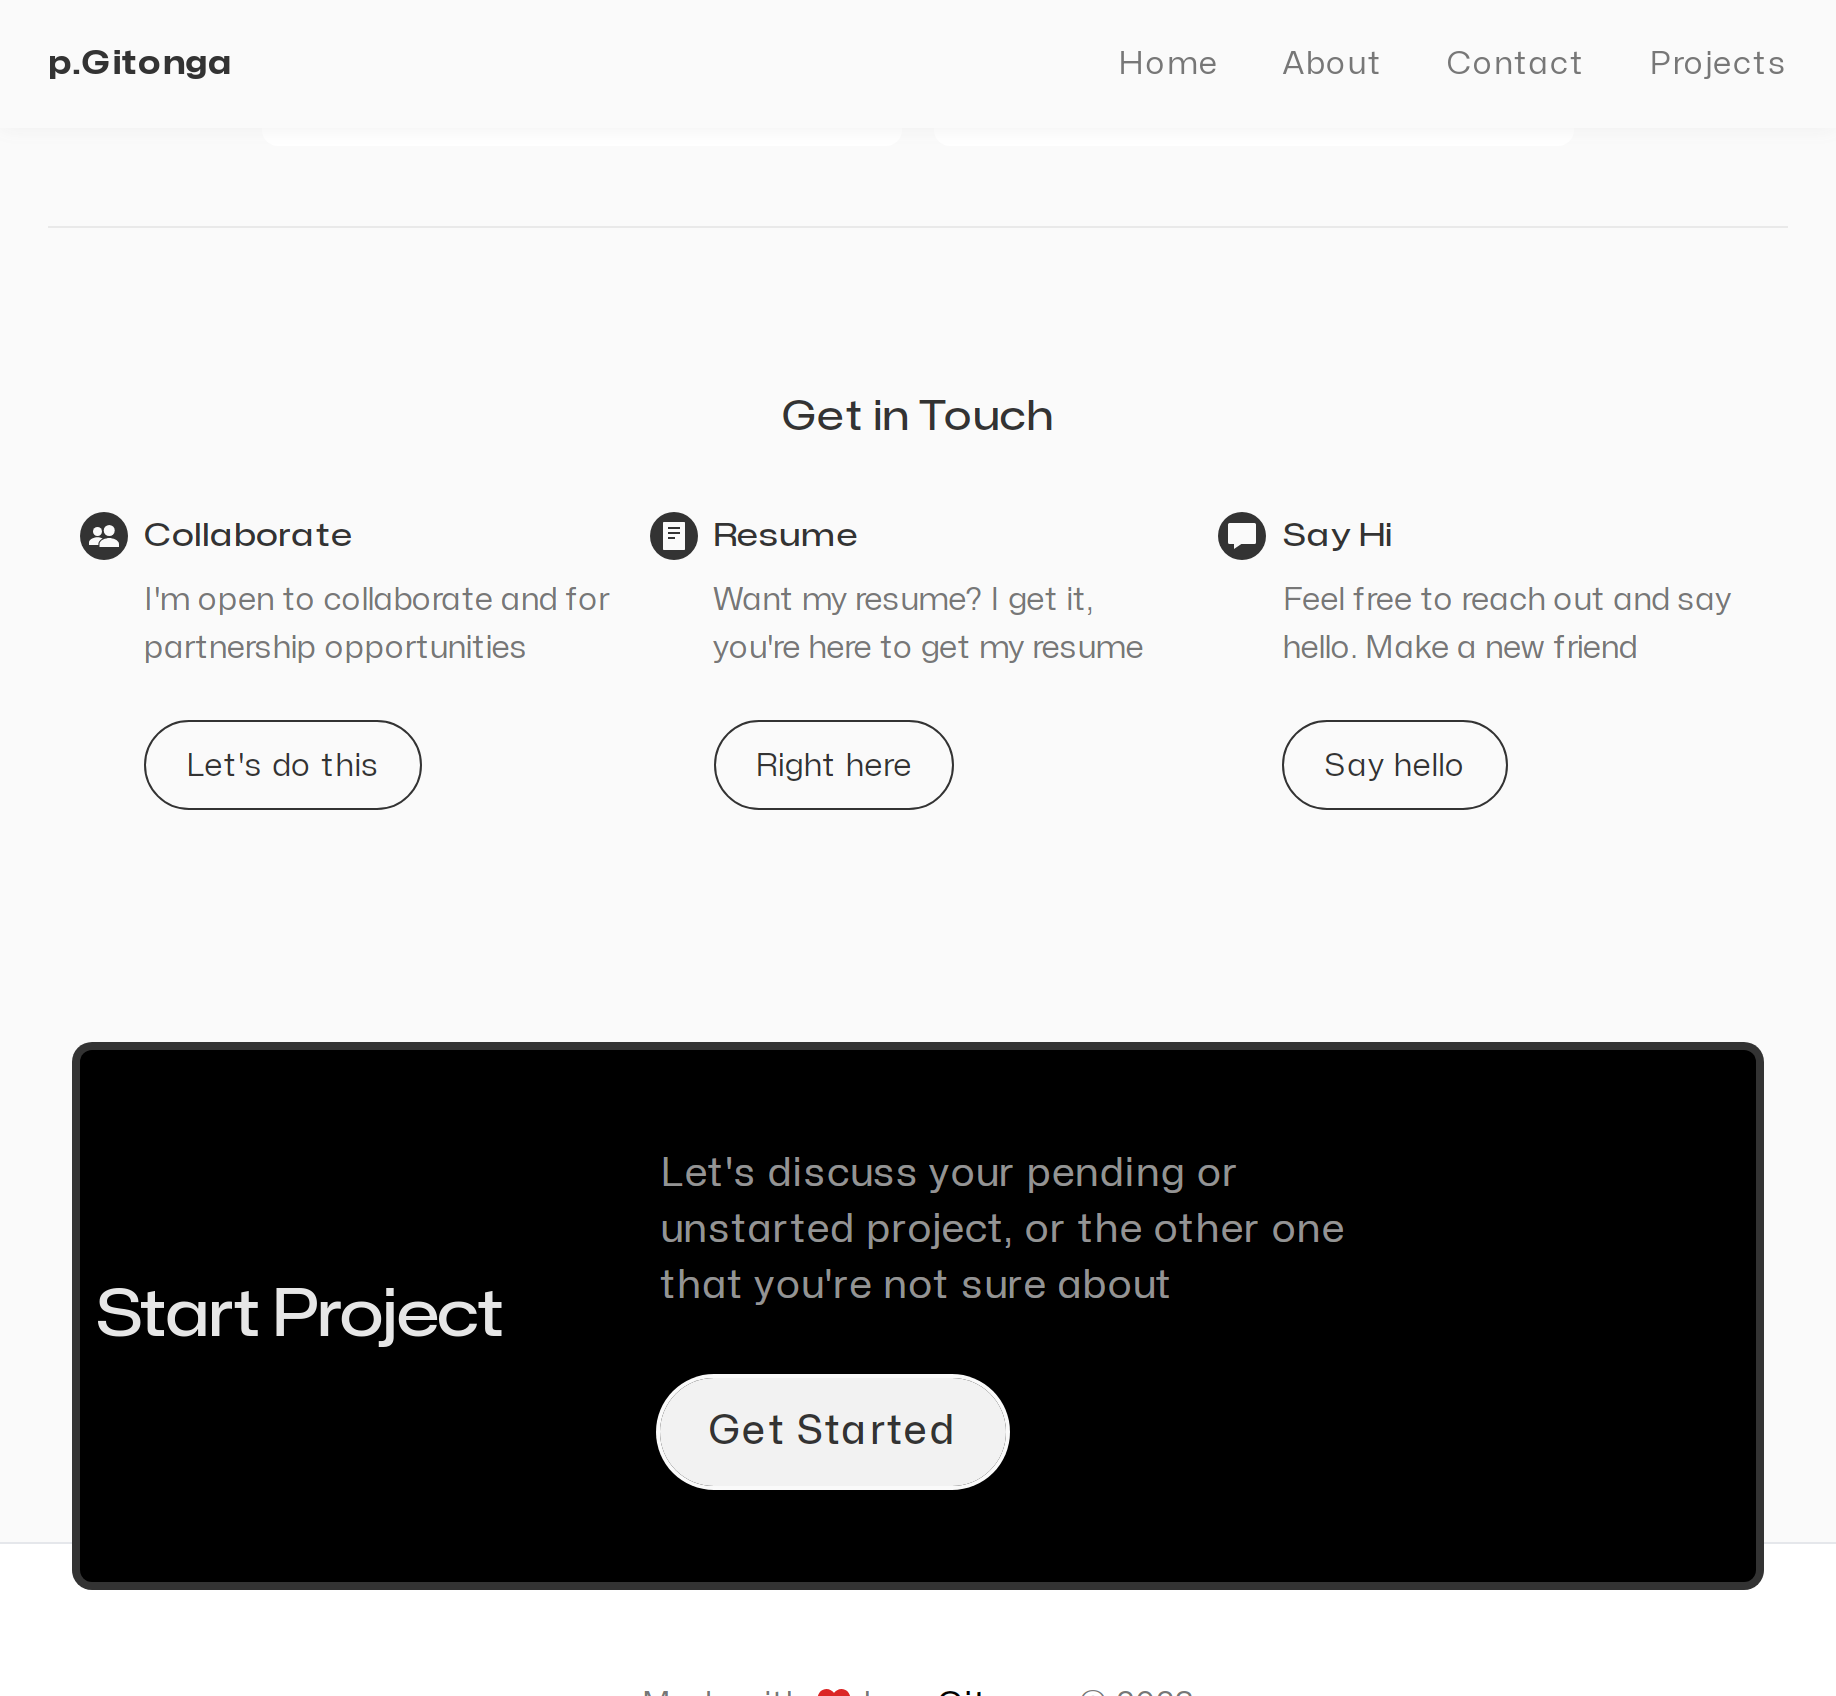 p.Gitonga
Home About Contact Projects
Get in Touch
Collaborate
I'm open to collaborate and for
partnership opportunities
Let's do this
Resume
Want my resume? I get it,
you're here to get my resume
Right here
Say Hi
Feel free to reach out and say
hello. Make a new friend
Say hello
Start Project
Let's discuss your pending or
unstarted project, or the other one
that you're not sure about
Get Started